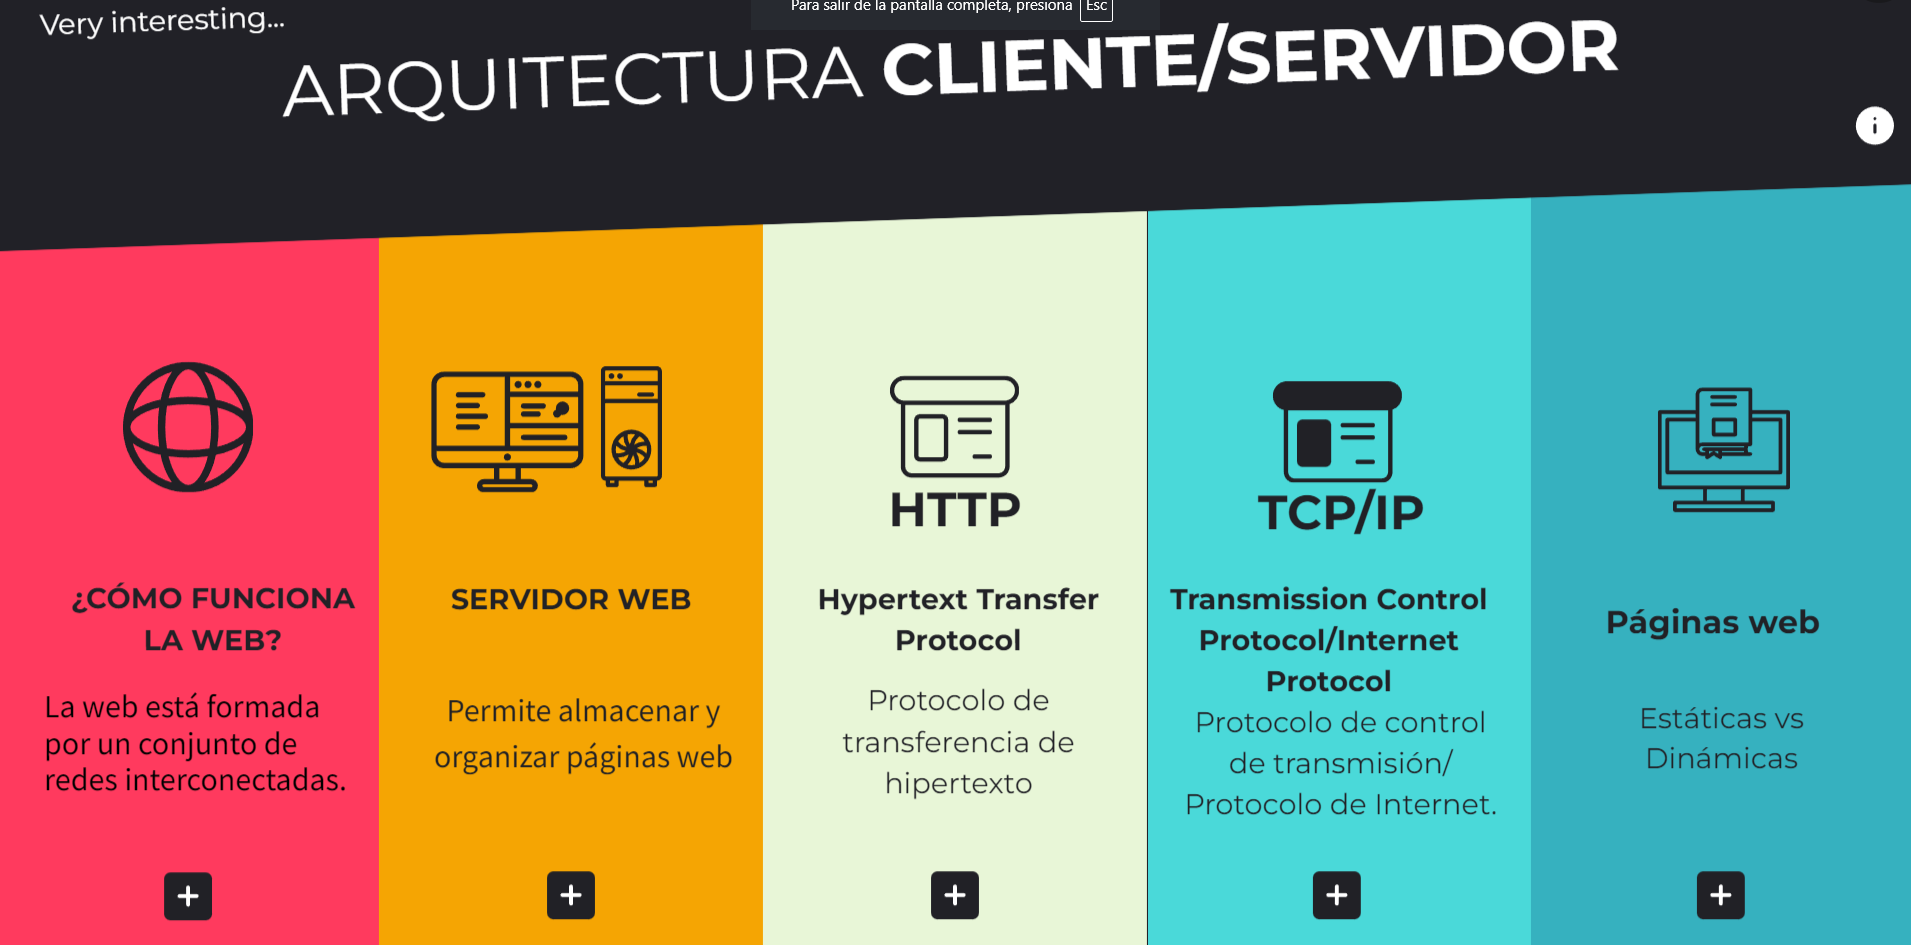 Para salir de la pantalla completa, presiona Esc
Very interesting...
ARQUITECTURA CLIENTE/SERVIDOR
i
¿CÓMO FUNCIONA
LA WEB?
La web está formada
por un conjunto de
redes interconectadas.
+
SERVIDOR WEB
Permite almacenar y
organizar páginas web
+
HTTP
Hypertext Transfer
Protocol
Protocolo de
transferencia de
hipertexto
+
TCP/IP
Transmission Control
Protocol/Internet
Protocol
Protocolo de control
de transmisión/
Protocolo de Internet.
+
Páginas web
Estáticas vs
Dinámicas
+